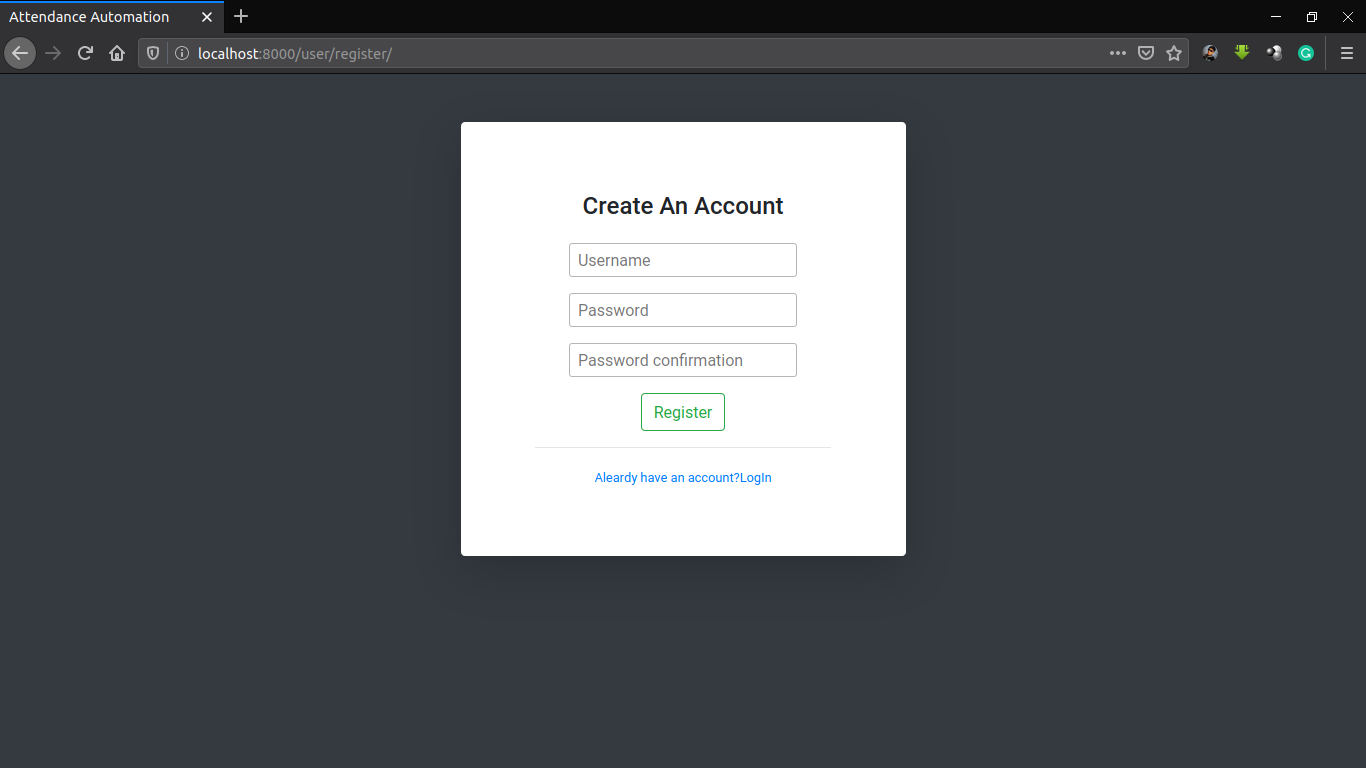 Attendance Automation
localhost:8000/user/register/
Create An Account
Username
Password
Password confirmation
Register
Aleardy have an account?LogIn